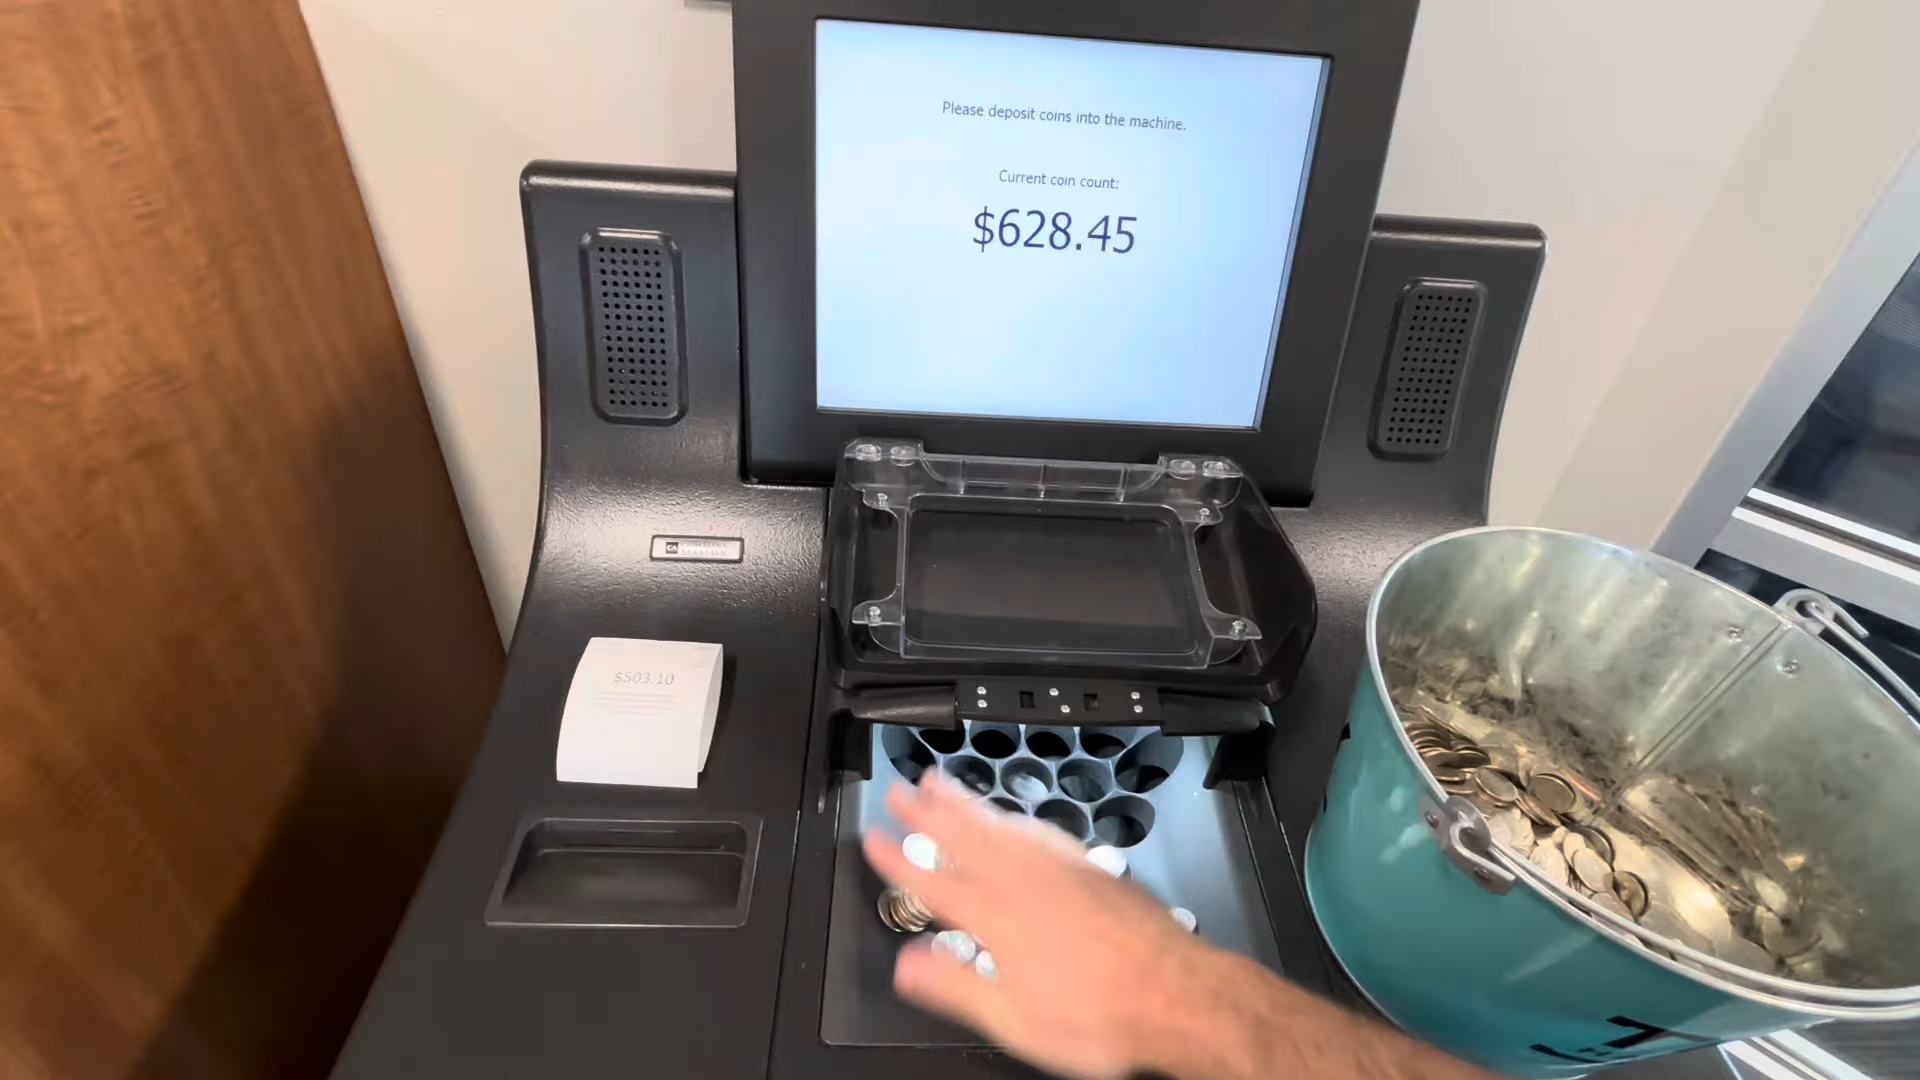 Please deposit coins into the machine.
Current coin count:
$628.45
$503.10